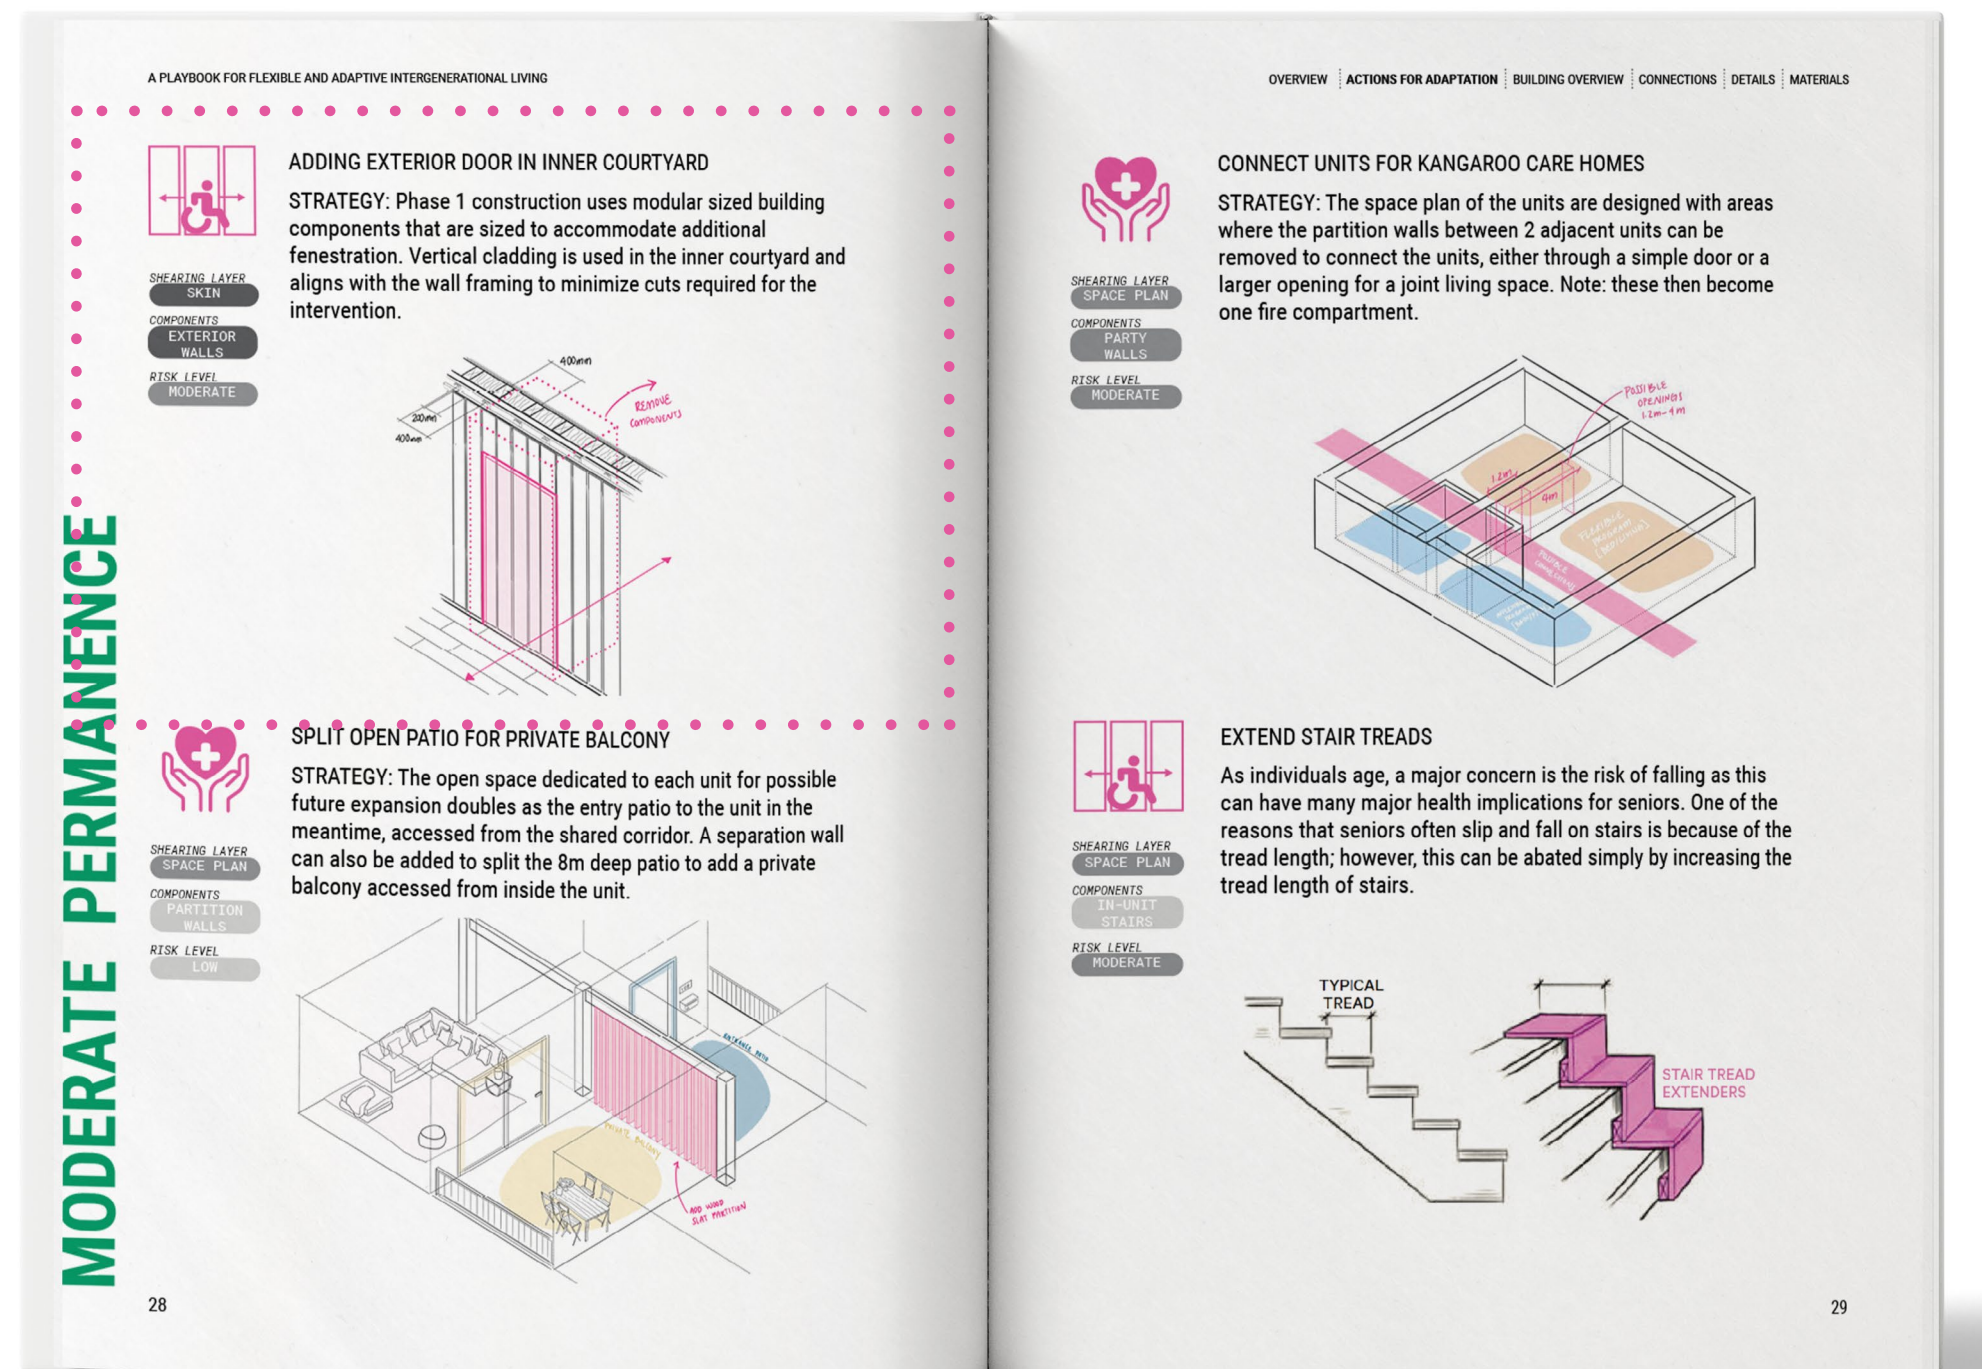 A PLAYBOOK FOR FLEXIBLE AND ADAPTIVE INTERGENERATIONAL LIVING
MODERATE PERMANENCE
ADDING EXTERIOR DOOR IN INNER COURTYARD
STRATEGY: Phase 1 construction uses modular sized building
components that are sized to accommodate additional
fenestration. Vertical cladding is used in the inner courtyard and
aligns with the wall framing to minimize cuts required for the
intervention.
SHEARING LAYER
SKIN
COMPONENTS
EXTERIOR
WALLS
RISK LEVEL
MODERATE
400mm
REMOVE
COMPONENTS
200mm
400mm
SPLIT OPEN PATIO FOR PRIVATE BALCONY
STRATEGY: The open space dedicated to each unit for possible
future expansion doubles as the entry patio to the unit in the
meantime, accessed from the shared corridor. A separation wall
can also be added to split the 8m deep patio to add a private
balcony accessed from inside the unit.
SHEARING LAYER
SPACE PLAN
COMPONENTS
PARTITION
WALLS
RISK LEVEL
LOW
ENTRANCE PATIO
PRIVATE BALCONY
ADD WOOD
SLAT PARTITION
28
OVERVIEW ACTIONS FOR ADAPTATION BUILDING OVERVIEW CONNECTIONS DETAILS MATERIALS
CONNECT UNITS FOR KANGAROO CARE HOMES
STRATEGY: The space plan of the units are designed with areas
where the partition walls between 2 adjacent units can be
removed to connect the units, either through a simple door or a
larger opening for a joint living space. Note: these then become
one fire compartment.
SHEARING LAYER
SPACE PLAN
COMPONENTS
PARTY
WALLS
RISK LEVEL
MODERATE
POSSIBLE
OPENINGS
1.2m-4m
1.2m
4m
FLEXIBLE
PROGRAM
[BED/LIVING]
EXTEND STAIR TREADS
As individuals age, a major concern is the risk of falling as this
can have many major health implications for seniors. One of the
reasons that seniors often slip and fall on stairs is because of the
tread length; however, this can be abated simply by increasing the
tread length of stairs.
SHEARING LAYER
SPACE PLAN
COMPONENTS
IN-UNIT
STAIRS
RISK LEVEL
MODERATE
TYPICAL
TREAD
STAIR TREAD
EXTENDERS
29